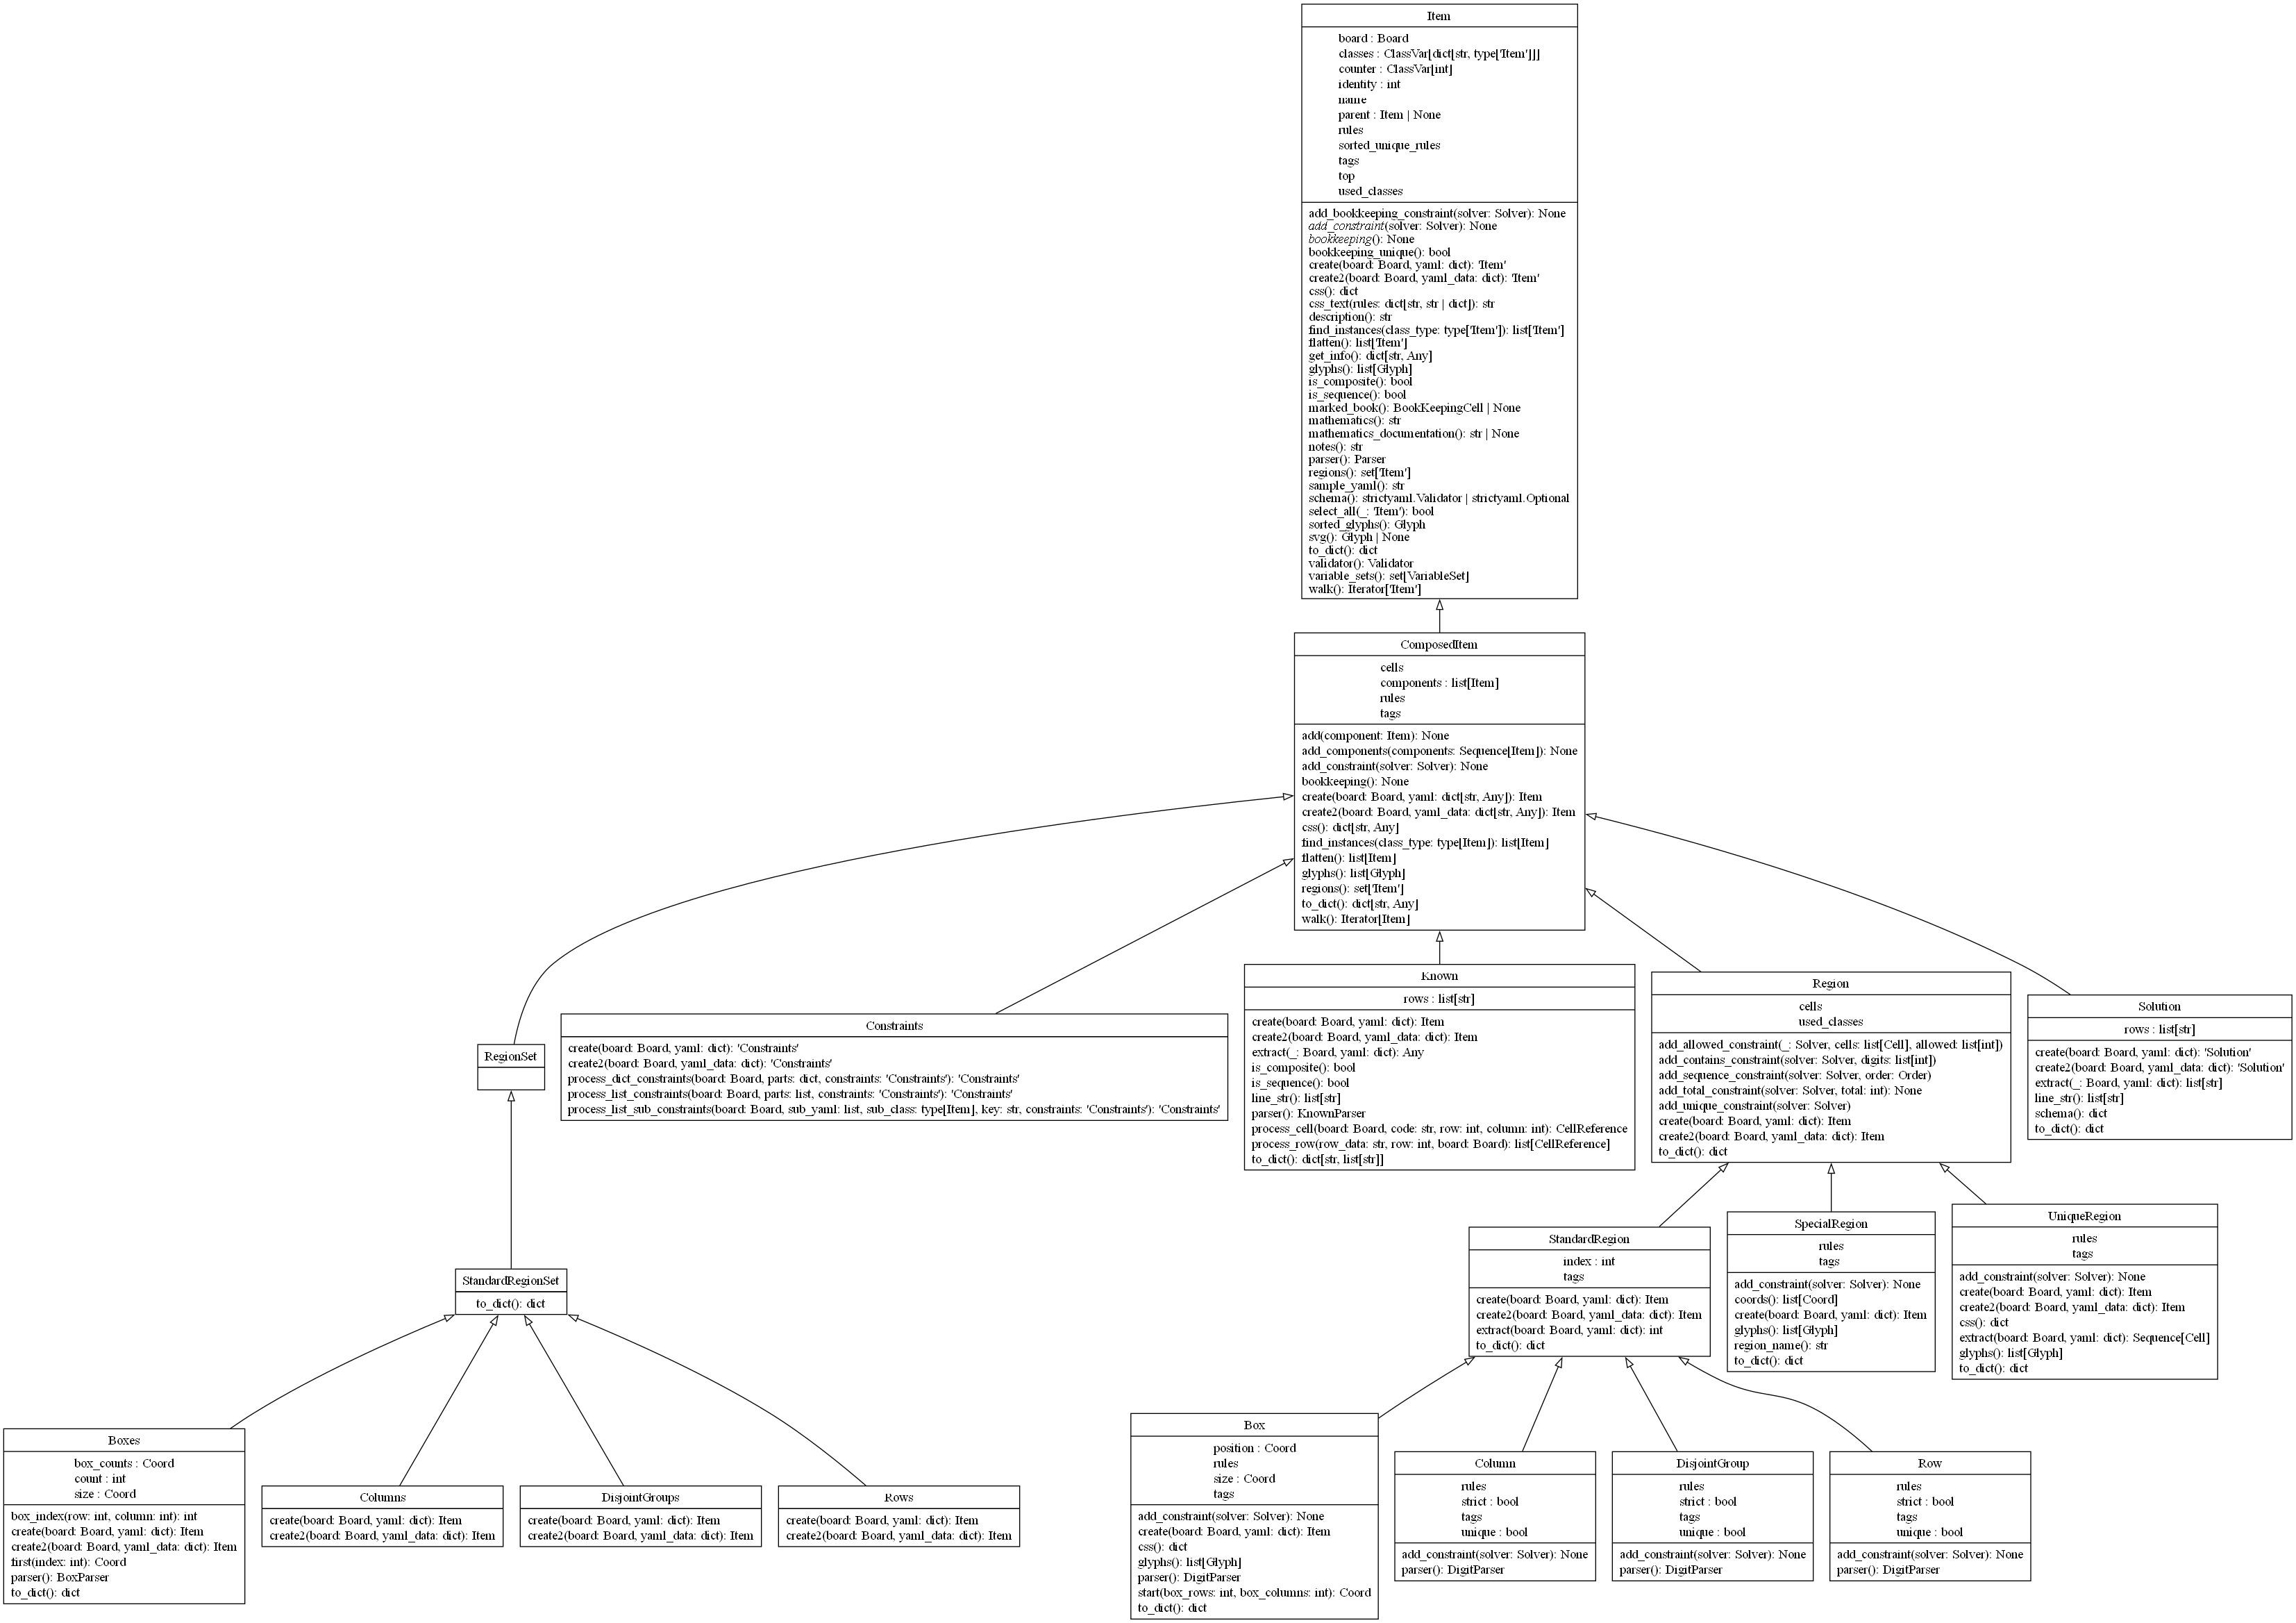 Item
board : Board
classes : ClassVar[dict[str, type['Item']]]
counter : ClassVar[int]
identity : int
name
parent : Item | None
rules
sorted_unique_rules
tags
top
used_classes
add_bookkeeping_constraint(solver: Solver): None
add_constraint(solver: Solver): None
bookkeeping(): None
bookkeeping_unique(): bool
create(board: Board, yaml: dict): 'Item'
create2(board: Board, yaml_data: dict): 'Item'
css(): dict
css_text(rules: dict[str, str | dict]): str
description(): str
find_instances(class_type: type['Item']): list['Item']
flatten(): list['Item']
get_info(): dict[str, Any]
glyphs(): list[Glyph]
is_composite(): bool
is_sequence(): bool
marked_book(): BookKeepingCell | None
mathematics(): str
mathematics_documentation(): str | None
notes(): str
parser(): Parser
regions(): set['Item']
sample_yaml(): str
schema(): strictyaml.Validator | strictyaml.Optional
select_all(_: 'Item'): bool
sorted_glyphs(): Glyph
svg(): Glyph | None
to_dict(): dict
validator(): Validator
variable_sets(): set[VariableSet]
walk(): Iterator['Item']
ComposedItem
cells
components : list[Item]
rules
tags
add(component: Item): None
add_components(components: Sequence[Item]): None
add_constraint(solver: Solver): None
bookkeeping(): None
create(board: Board, yaml: dict[str, Any]): Item
create2(board: Board, yaml_data: dict[str, Any]): Item
css(): dict[str, Any]
find_instances(class_type: type[Item]): list[Item]
flatten(): list[Item]
glyphs(): list[Glyph]
regions(): set['Item']
to_dict(): dict[str, Any]
walk(): Iterator[Item]
RegionSet
Constraints
create(board: Board, yaml: dict): 'Constraints'
create2(board: Board, yaml_data: dict): 'Constraints'
process_dict_constraints(board: Board, parts: dict, constraints: 'Constraints'): 'Constraints'
process_list_constraints(board: Board, parts: list, constraints: 'Constraints'): 'Constraints'
process_list_sub_constraints(board: Board, sub_yaml: list, sub_class: type[Item], key: str, constraints: 'Constraints'): 'Constraints'
Known
rows : list[str]
create(board: Board, yaml: dict): Item
create2(board: Board, yaml_data: dict): Item
extract(_: Board, yaml: dict): Any
is_composite(): bool
is_sequence(): bool
line_str(): list[str]
parser(): KnownParser
process_cell(board: Board, code: str, row: int, column: int): CellReference
process_row(row_data: str, row: int, board: Board): list[CellReference]
to_dict(): dict[str, list[str]]
Region
cells
used_classes
add_allowed_constraint(_: Solver, cells: list[Cell], allowed: list[int])
add_contains_constraint(solver: Solver, digits: list[int])
add_sequence_constraint(solver: Solver, order: Order)
add_total_constraint(solver: Solver, total: int): None
add_unique_constraint(solver: Solver)
create(board: Board, yaml: dict): Item
create2(board: Board, yaml_data: dict): Item
to_dict(): dict
Solution
rows : list[str]
create(board: Board, yaml: dict): 'Solution'
create2(board: Board, yaml_data: dict): 'Solution'
extract(_: Board, yaml: dict): list[str]
line_str(): list[str]
schema(): dict
to_dict(): dict
StandardRegionSet
to_dict(): dict
StandardRegion
index : int
tags
create(board: Board, yaml: dict): Item
create2(board: Board, yaml_data: dict): Item
extract(board: Board, yaml: dict): int
to_dict(): dict
SpecialRegion
rules
tags
add_constraint(solver: Solver): None
coords(): list[Coord]
create(board: Board, yaml: dict): Item
glyphs(): list[Glyph]
region_name(): str
to_dict(): dict
UniqueRegion
rules
tags
add_constraint(solver: Solver): None
create(board: Board, yaml: dict): Item
create2(board: Board, yaml_data: dict): Item
css(): dict
extract(board: Board, yaml: dict): Sequence[Cell]
glyphs(): list[Glyph]
to_dict(): dict
Boxes
box_counts : Coord
count : int
size : Coord
box_index(row: int, column: int): int
create(board: Board, yaml: dict): Item
create2(board: Board, yaml_data: dict): Item
first(index: int): Coord
parser(): BoxParser
to_dict(): dict
Columns
create(board: Board, yaml: dict): Item
create2(board: Board, yaml_data: dict): Item
DisjointGroups
create(board: Board, yaml: dict): Item
create2(board: Board, yaml_data: dict): Item
Rows
create(board: Board, yaml: dict): Item
create2(board: Board, yaml_data: dict): Item
Box
position : Coord
rules
size : Coord
tags
add_constraint(solver: Solver): None
create(board: Board, yaml: dict): Item
css(): dict
glyphs(): list[Glyph]
parser(): DigitParser
start(box_rows: int, box_columns: int): Coord
to_dict(): dict
Column
rules
strict : bool
tags
unique : bool
add_constraint(solver: Solver): None
parser(): DigitParser
DisjointGroup
rules
strict : bool
tags
unique : bool
add_constraint(solver: Solver): None
parser(): DigitParser
Row
rules
strict : bool
tags
unique : bool
add_constraint(solver: Solver): None
parser(): DigitParser